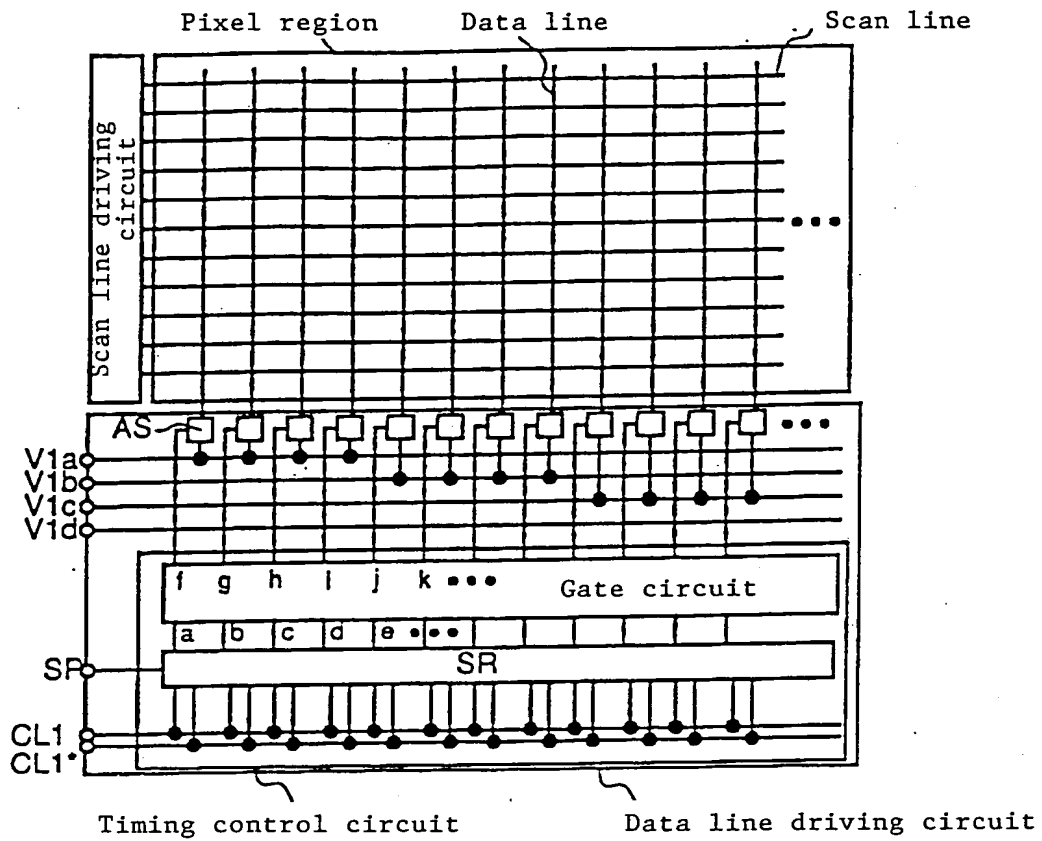 Pixel region
Data line
Scan line
Scan line driving
circuit
AS
V1a
V1b
V1c
V1d
f g h i j k
Gate circuit
a b c d e
SP
SR
CL1
CL1*
Timing control circuit
Data line driving circuit